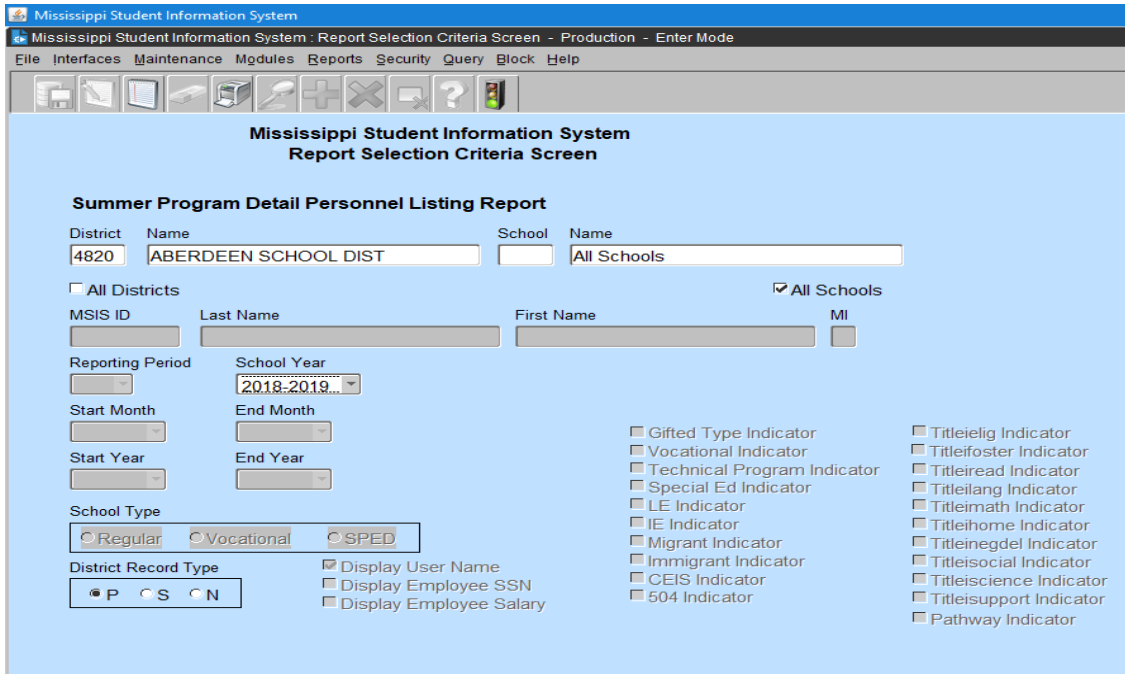 Mississippi Student Information System
Mississippi Student Information System : Report Selection Criteria Screen - Production - Enter Mode
File Interfaces Maintenance Modules Reports Security Query Block Help
Mississippi Student Information System
Report Selection Criteria Screen
Summer Program Detail Personnel Listing Report
District Name School Name
4820 ABERDEEN SCHOOL DIST All Schools
All Districts All Schools
MSIS ID Last Name First Name MI
Reporting Period School Year
2018-2019
Start Month End Month
Start Year End Year
School Type
Regular Vocational SPED
District Record Type
P S N
Display User Name
Display Employee SSN
Display Employee Salary
Gifted Type Indicator
Vocational Indicator
Technical Program Indicator
Special Ed Indicator
LE Indicator
IE Indicator
Migrant Indicator
Immigrant Indicator
CEIS Indicator
504 Indicator
Titleielig Indicator
Titleifoster Indicator
Titleiread Indicator
Titleilang Indicator
Titleimath Indicator
Titleihome Indicator
Titleinegdel Indicator
Titleisocial Indicator
Titleiscience Indicator
Titleisupport Indicator
Pathway Indicator